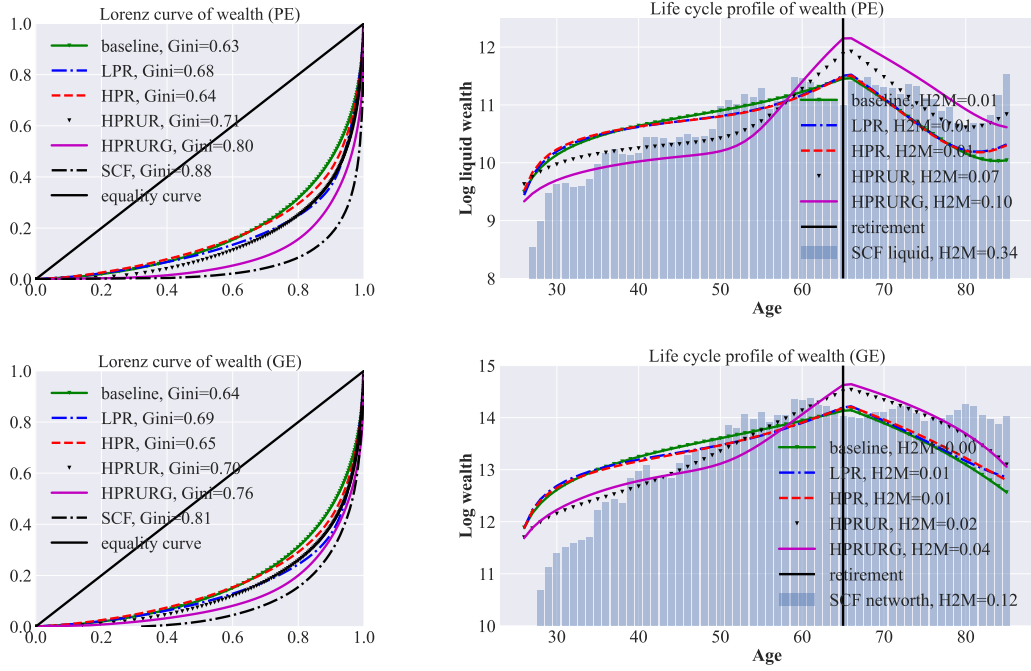 Lorenz curve of wealth (PE)
1.0
0.8
0.6
0.4
0.2
0.0
baseline, Gini=0.63
LPR, Gini=0.68
HPR, Gini=0.64
HPRUR, Gini=0.71
HPRURG, Gini=0.80
SCF, Gini=0.88
equality curve
0.0 0.2 0.4 0.6 0.8 1.0
Life cycle profile of wealth (PE)
Log liquid wealth
12
11
10
9
8
baseline, H2M=0.01
LPR, H2M=0.01
HPR, H2M=0.01
HPRUR, H2M=0.07
HPRURG, H2M=0.10
retirement
SCF liquid, H2M=0.34
30 40 50 60 70 80
Age
Lorenz curve of wealth (GE)
1.0
0.8
0.6
0.4
0.2
0.0
baseline, Gini=0.64
LPR, Gini=0.69
HPR, Gini=0.65
HPRUR, Gini=0.70
HPRURG, Gini=0.76
SCF, Gini=0.81
equality curve
0.0 0.2 0.4 0.6 0.8 1.0
Life cycle profile of wealth (GE)
Log wealth
15
14
13
12
11
10
baseline, H2M=0.00
LPR, H2M=0.01
HPR, H2M=0.01
HPRUR, H2M=0.02
HPRURG, H2M=0.04
retirement
SCF networth, H2M=0.12
30 40 50 60 70 80
Age